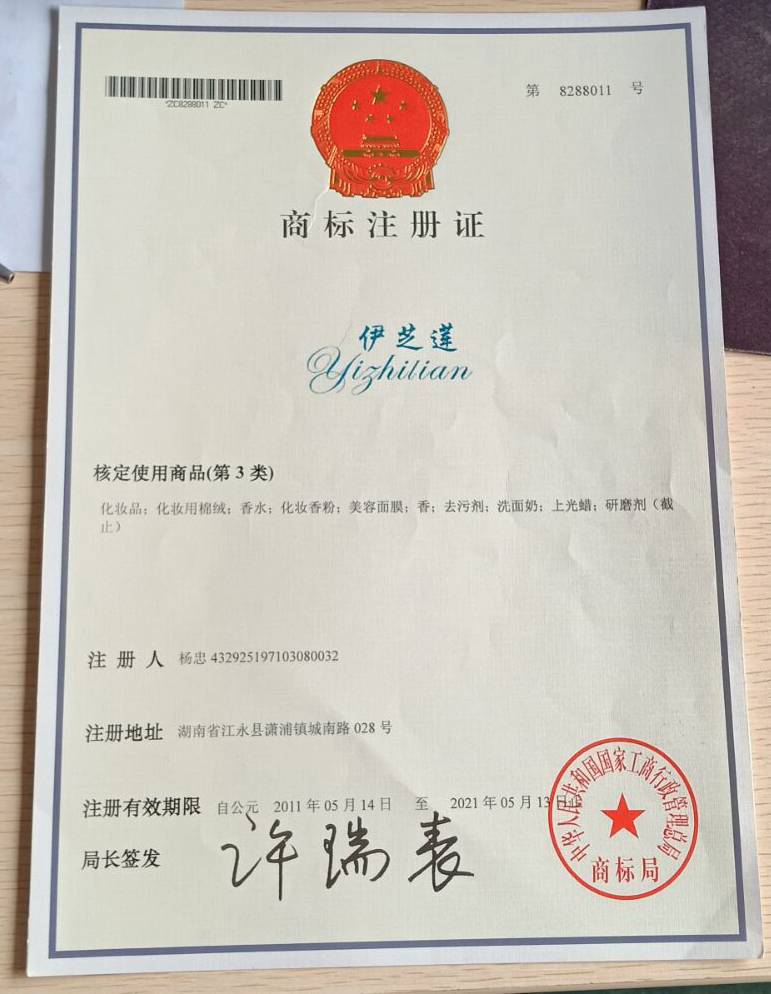 *ZC8288011 ZC*
第 8288011 号
商标注册证
伊芝莲
Yizhilian
核定使用商品(第 3 类)
化妆品；化妆用棉绒；香水；化妆香粉；美容面膜；香；去污剂；洗面奶；上光蜡；研磨剂（截
止）
注 册 人 杨忠 432925197103080032
注册地址 湖南省江永县潇浦镇城南路 028 号
注册有效期限 自公元 2011 年 05 月 14 日 至 2021 年 05 月 13 日止
局长签发 许瑞表
中华人民共和国国家工商行政管理总局
商标局